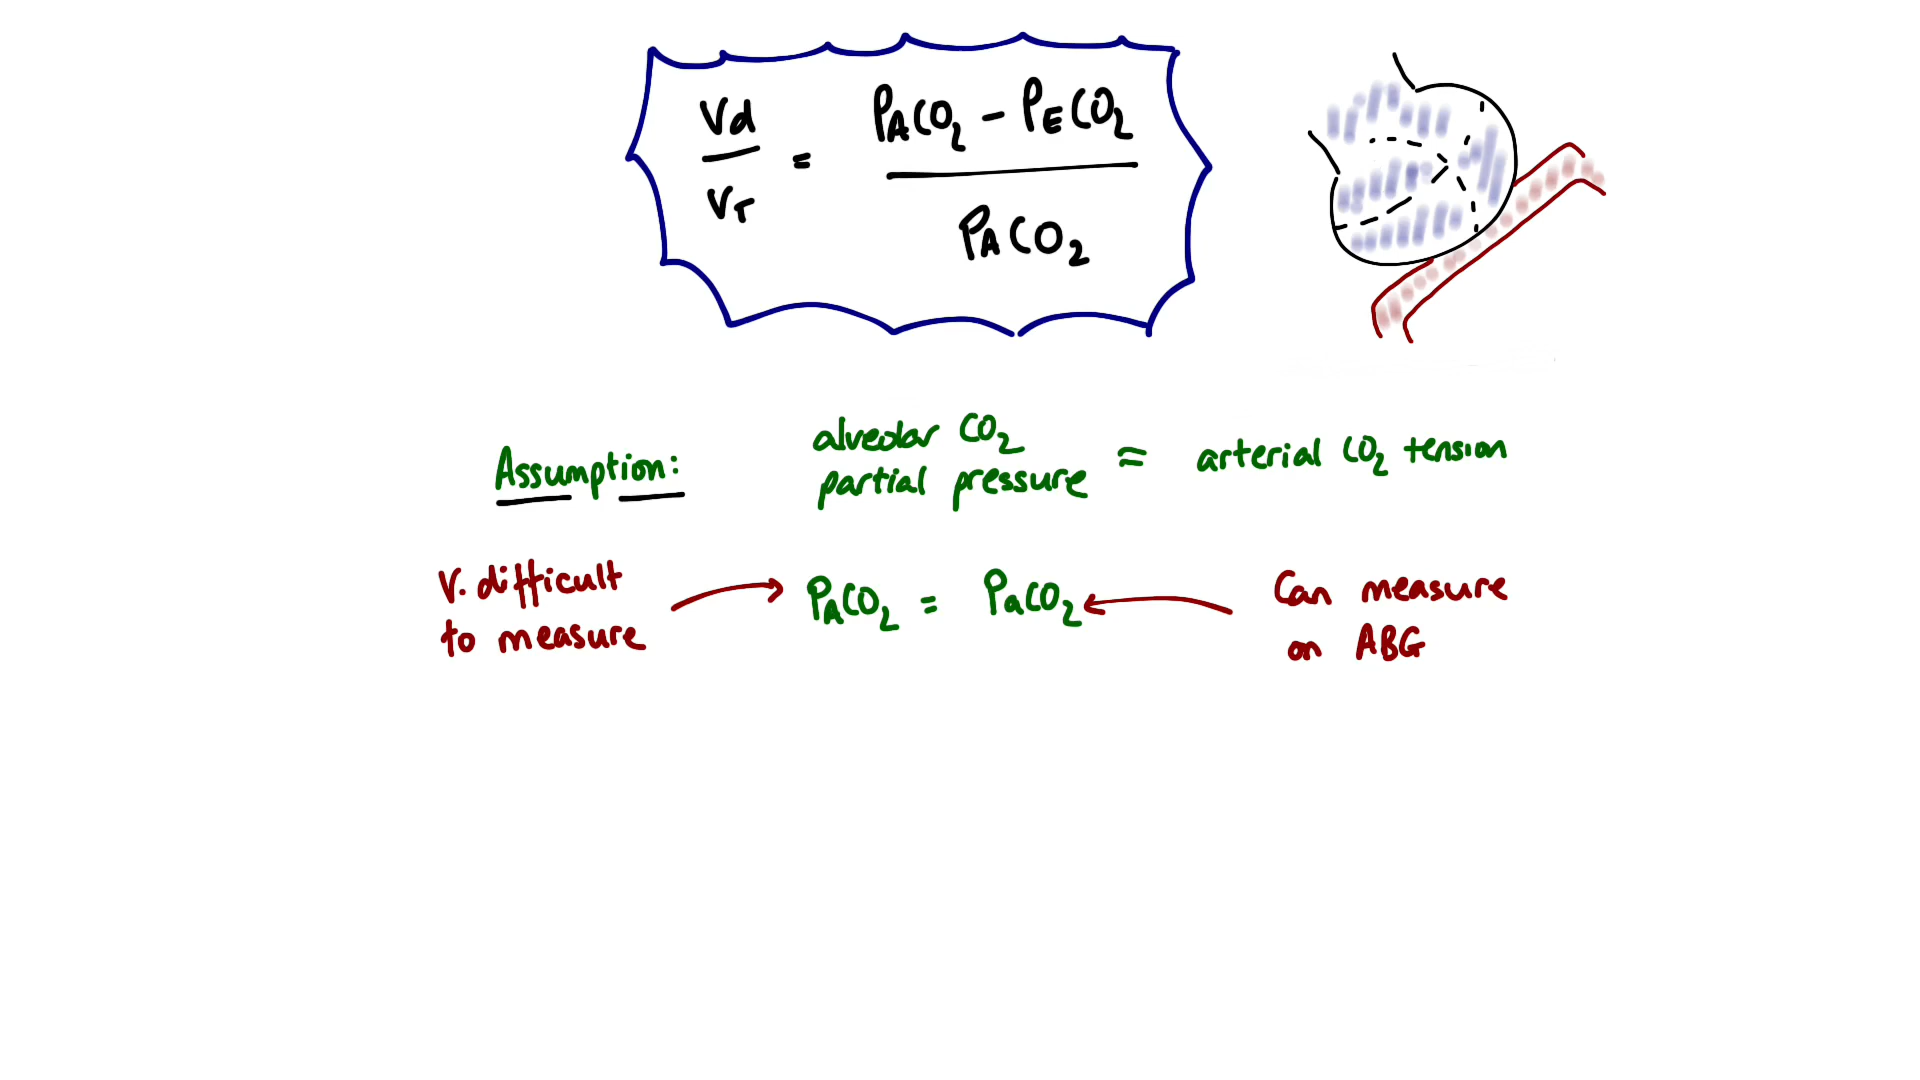 Vd / VT = PACO2 - PECO2 / PACO2
Assumption: alveolar CO2 partial pressure = arterial CO2 tension
V. difficult
to measure
PACO2 = PaCO2
Can measure
on ABG